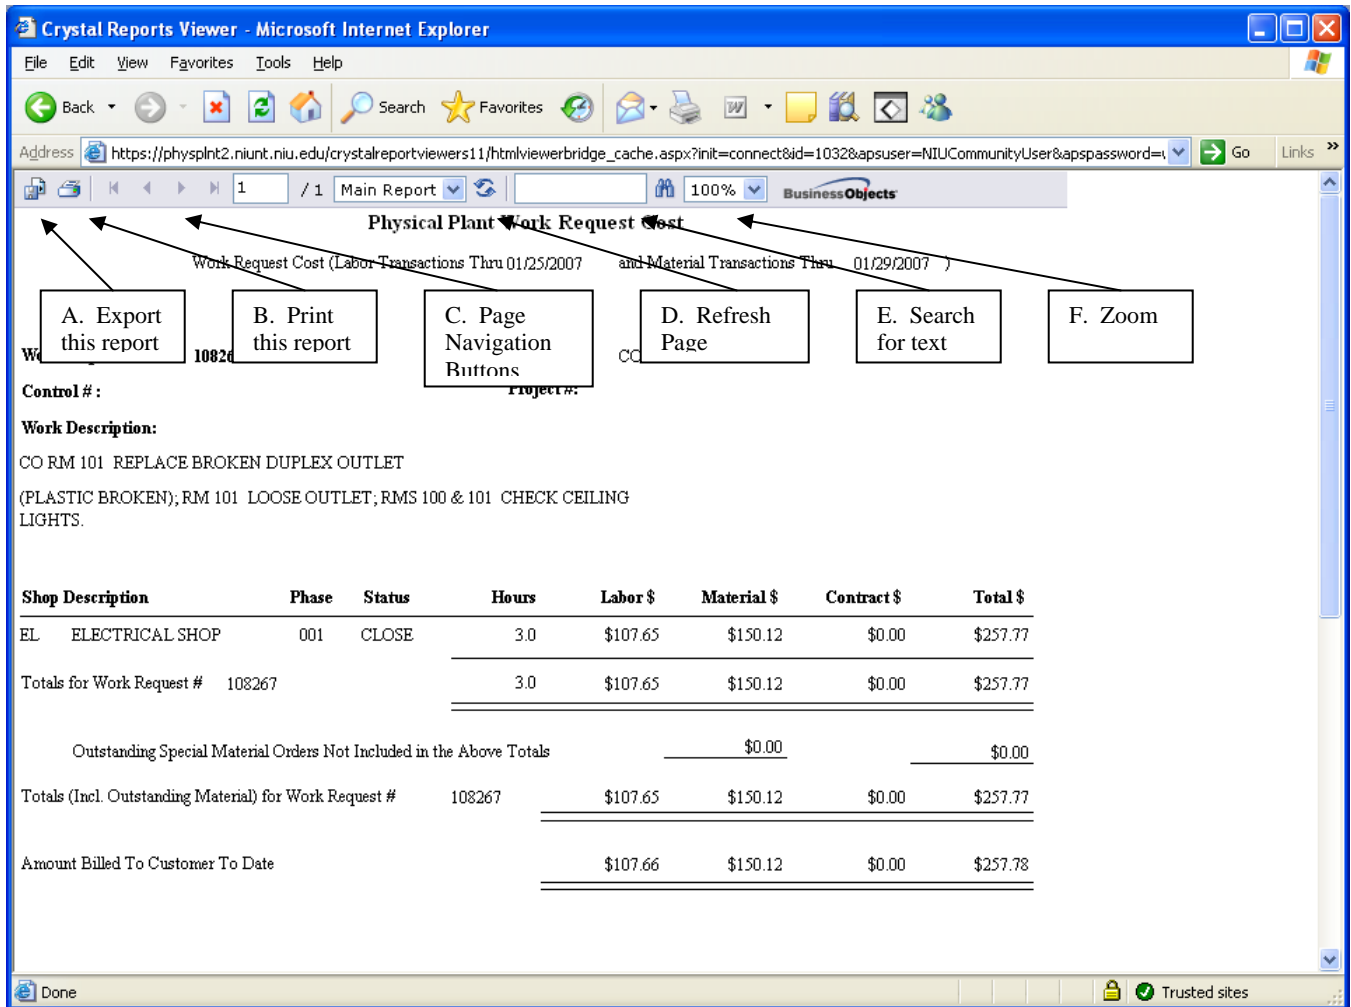 Crystal Reports Viewer - Microsoft Internet Explorer
File Edit View Favorites Tools Help
Back Search Favorites
Address https://physplnt2.niunt.niu.edu/crystalreportviewers11/htmlviewerbridge_cache.aspx?init=connect&id=1032&apsuser=NIUCommunityUser&apspassword= Go Links »
1 / 1 Main Report 100% BusinessObjects
Physical Plant Work Request Cost
Work Request Cost (Labor Transactions Thru 01/25/2007 and Material Transactions Thru 01/29/2007 )
A. Export this report
B. Print this report
C. Page Navigation Buttons
D. Refresh Page
E. Search for text
F. Zoom
1082 CO
Control # : Project #:
Work Description:
CO RM 101 REPLACE BROKEN DUPLEX OUTLET
(PLASTIC BROKEN); RM 101 LOOSE OUTLET; RMS 100 & 101 CHECK CEILING
LIGHTS.
Shop Description Phase Status Hours Labor $ Material $ Contract $ Total $
EL ELECTRICAL SHOP 001 CLOSE 3.0 $107.65 $150.12 $0.00 $257.77
Totals for Work Request # 108267 3.0 $107.65 $150.12 $0.00 $257.77
Outstanding Special Material Orders Not Included in the Above Totals $0.00 $0.00
Totals (Incl. Outstanding Material) for Work Request # 108267 $107.65 $150.12 $0.00 $257.77
Amount Billed To Customer To Date $107.66 $150.12 $0.00 $257.78
Done Trusted sites